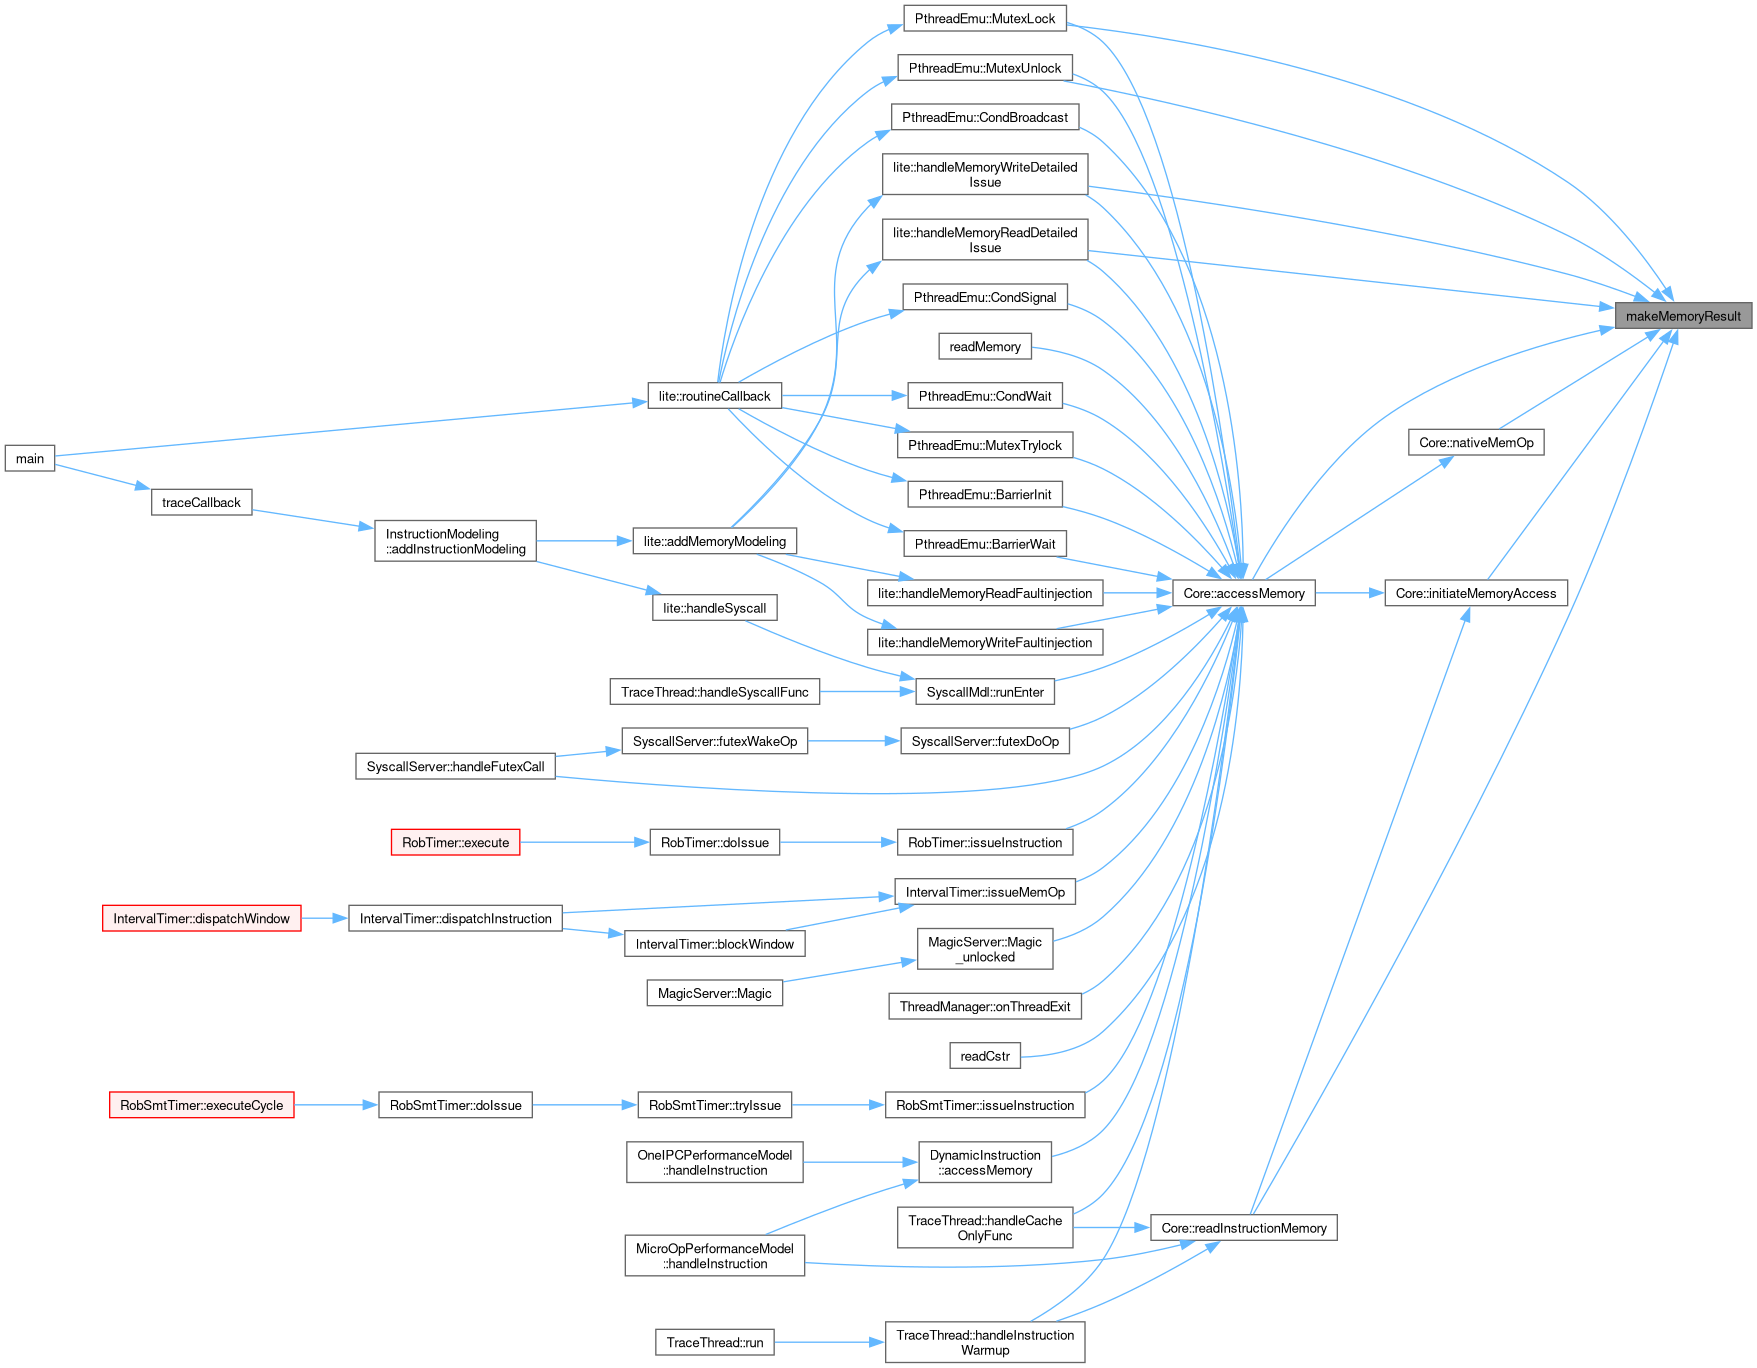 PthreadEmu::MutexLock
PthreadEmu::MutexUnlock
PthreadEmu::CondBroadcast
lite::handleMemoryWriteDetailed
Issue
lite::handleMemoryReadDetailed
Issue
PthreadEmu::CondSignal
makeMemoryResult
readMemory
lite::routineCallback
PthreadEmu::CondWait
Core::nativeMemOp
PthreadEmu::MutexTrylock
main
traceCallback
PthreadEmu::BarrierInit
InstructionModeling
::addInstructionModeling
lite::addMemoryModeling
PthreadEmu::BarrierWait
lite::handleMemoryReadFaultinjection
Core::accessMemory
Core::initiateMemoryAccess
lite::handleSyscall
lite::handleMemoryWriteFaultinjection
TraceThread::handleSyscallFunc
SyscallMdl::runEnter
SyscallServer::futexWakeOp
SyscallServer::futexDoOp
SyscallServer::handleFutexCall
RobTimer::execute
RobTimer::doIssue
RobTimer::issueInstruction
IntervalTimer::issueMemOp
IntervalTimer::dispatchWindow
IntervalTimer::dispatchInstruction
IntervalTimer::blockWindow
MagicServer::Magic
_unlocked
MagicServer::Magic
ThreadManager::onThreadExit
readCstr
RobSmtTimer::executeCycle
RobSmtTimer::doIssue
RobSmtTimer::tryIssue
RobSmtTimer::issueInstruction
OneIPCPerformanceModel
::handleInstruction
DynamicInstruction
::accessMemory
TraceThread::handleCache
OnlyFunc
Core::readInstructionMemory
MicroOpPerformanceModel
::handleInstruction
TraceThread::run
TraceThread::handleInstruction
Warmup